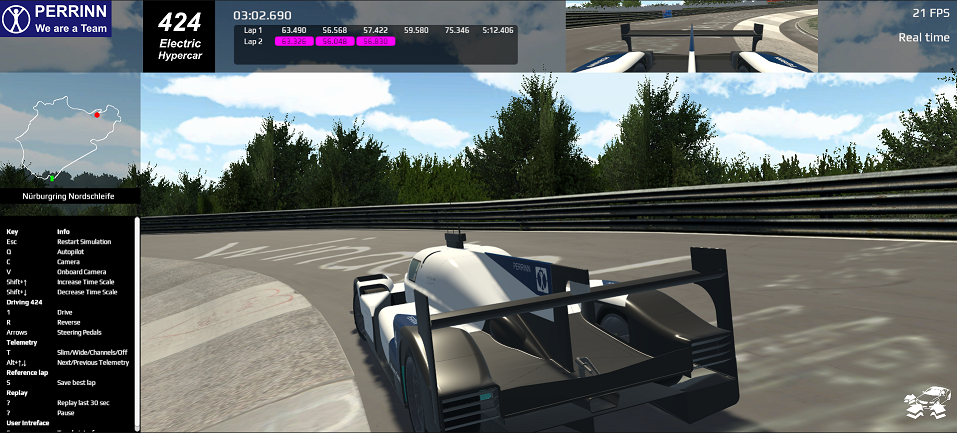 PERRINN
We are a Team
424
Electric
Hypercar
03:02.690
Lap 1 63.490 56.568 57.422 59.580 75.346 5:12.406
Lap 2
21 FPS
Real time
Nürburgring Nordschleife
Key Info
Esc Restart Simulation
Q Autopilot
C Camera
V Onboard Camera
Shift+↑ Increase Time Scale
Shift+↓ Decrease Time Scale
Driving 424
1 Drive
R Reverse
Arrows Steering Pedals
Telemetry
T Slim/Wide/Channels/Off
Alt+↑,↓ Next/Previous Telemetry
Reference lap
S Save best lap
Replay
? Replay last 30 sec
? Pause
User Intreface
PERRINN